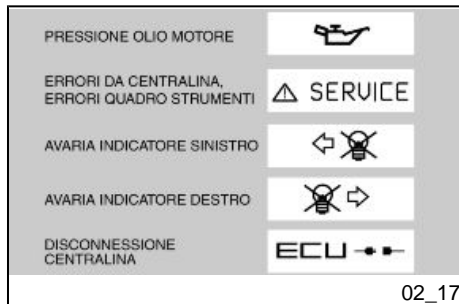 PRESSIONE OLIO MOTORE
ERRORI DA CENTRALINA,
ERRORI QUADRO STRUMENTI
SERVICE
AVARIA INDICATORE SINISTRO
AVARIA INDICATORE DESTRO
DISCONNESSIONE
CENTRALINA
ECU
02_17